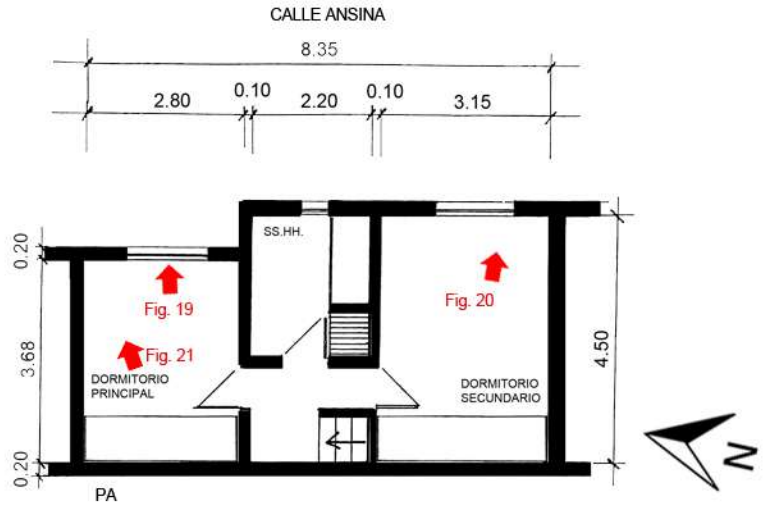 CALLE ANSINA
8.35
2.80
0.10
2.20
0.10
3.15
SS.HH.
0.20
Fig. 19
Fig. 20
3.68
Fig. 21
4.50
DORMITORIO
PRINCIPAL
DORMITORIO
SECUNDARIO
N
0.20
PA